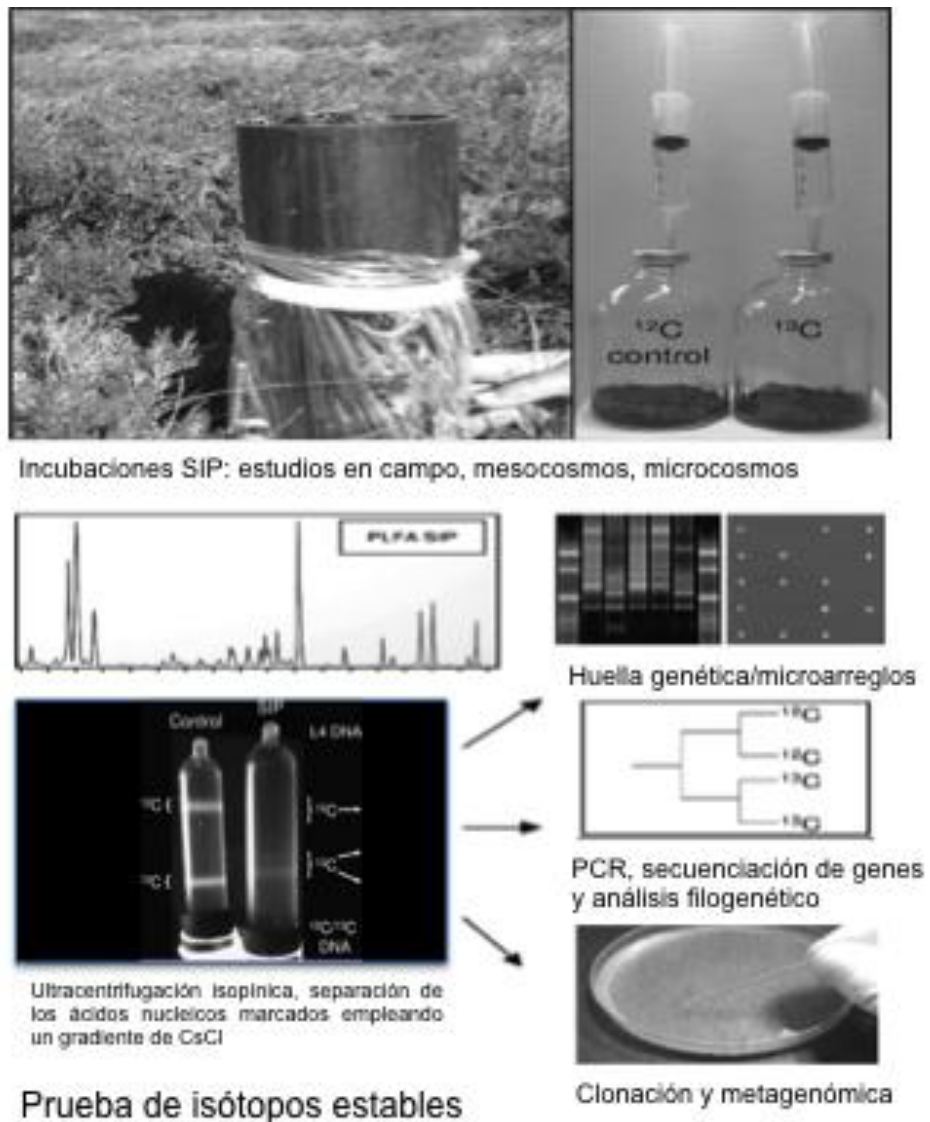 ¹²C
control
¹³C
Incubaciones SIP: estudios en campo, mesocosmos, microcosmos
PLFA SIP
Huella genética/microarreglos
Control
SIP
L4 DNA
¹²C
¹³C
¹³C
DNA
¹²C
¹³C
¹³C
PCR, secuenciación de genes
y análisis filogenético
Ultracentrifugación isopínica, separación de
los ácidos nucleicos marcados empleando
un gradiente de CsCl
Clonación y metagenómica
Prueba de isótopos estables